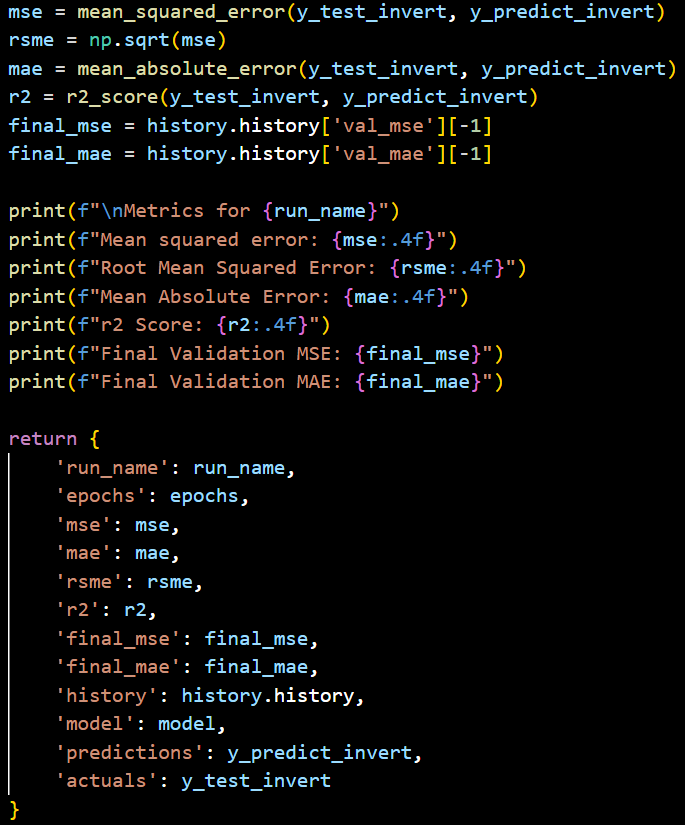 mse = mean_squared_error(y_test_invert, y_predict_invert)
rsme = np.sqrt(mse)
mae = mean_absolute_error(y_test_invert, y_predict_invert)
r2 = r2_score(y_test_invert, y_predict_invert)
final_mse = history.history['val_mse'][-1]
final_mae = history.history['val_mae'][-1]

print(f"\nMetrics for {run_name}")
print(f"Mean squared error: {mse:.4f}")
print(f"Root Mean Squared Error: {rsme:.4f}")
print(f"Mean Absolute Error: {mae:.4f}")
print(f"r2 Score: {r2:.4f}")
print(f"Final Validation MSE: {final_mse}")
print(f"Final Validation MAE: {final_mae}")

return {
    'run_name': run_name,
    'epochs': epochs,
    'mse': mse,
    'mae': mae,
    'rsme': rsme,
    'r2': r2,
    'final_mse': final_mse,
    'final_mae': final_mae,
    'history': history.history,
    'model': model,
    'predictions': y_predict_invert,
    'actuals': y_test_invert
}